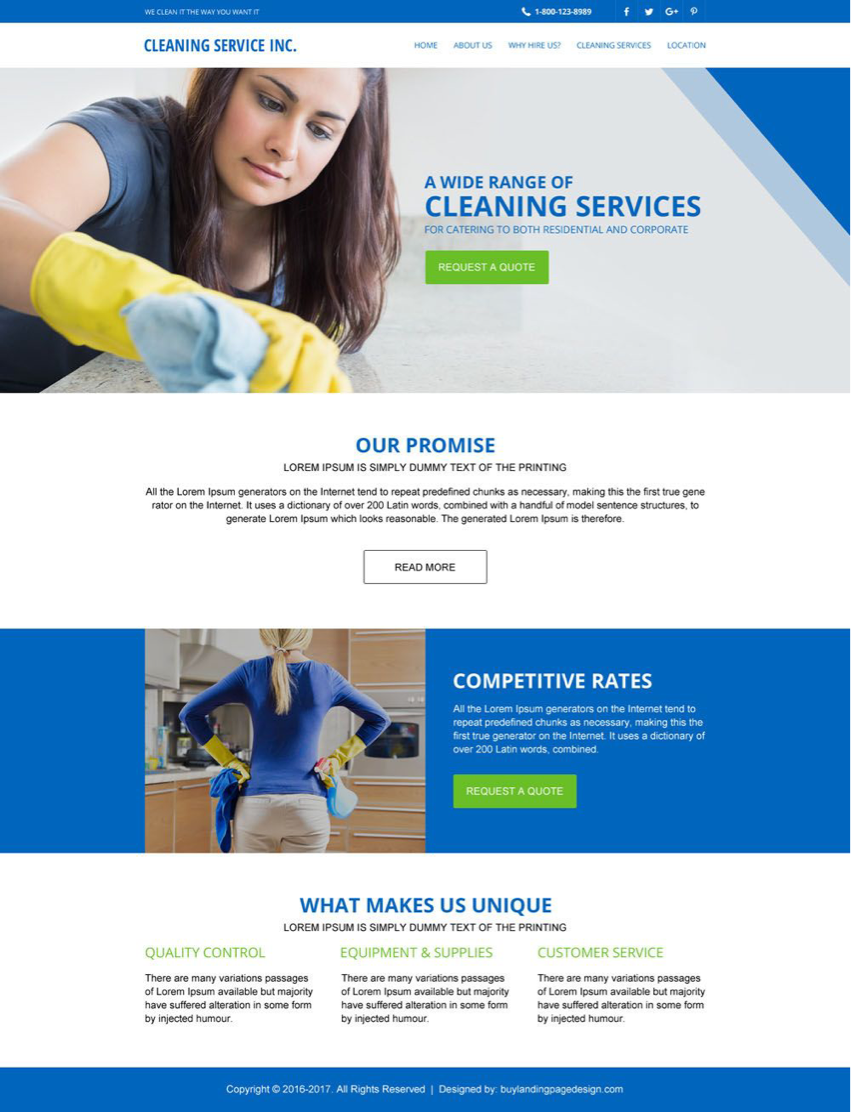 WE CLEAN IT THE WAY YOU WANT IT
1-800-123-8989
f G+
CLEANING SERVICE INC.
HOME ABOUT US WHY HIRE US? CLEANING SERVICES LOCATION
A WIDE RANGE OF
CLEANING SERVICES
FOR CATERING TO BOTH RESIDENTIAL AND CORPORATE
REQUEST A QUOTE
OUR PROMISE
LOREM IPSUM IS SIMPLY DUMMY TEXT OF THE PRINTING
All the Lorem Ipsum generators on the Internet tend to repeat predefined chunks as necessary, making this the first true gene
rator on the Internet. It uses a dictionary of over 200 Latin words, combined with a handful of model sentence structures, to
generate Lorem Ipsum which looks reasonable. The generated Lorem Ipsum is therefore.
READ MORE
COMPETITIVE RATES
All the Lorem Ipsum generators on the Internet tend to
repeat predefined chunks as necessary, making this the
first true generator on the Internet. It uses a dictionary of
over 200 Latin words, combined.
REQUEST A QUOTE
WHAT MAKES US UNIQUE
LOREM IPSUM IS SIMPLY DUMMY TEXT OF THE PRINTING
QUALITY CONTROL
There are many variations passages
of Lorem Ipsum available but majority
have suffered alteration in some form
by injected humour.
EQUIPMENT & SUPPLIES
There are many variations passages
of Lorem Ipsum available but majority
have suffered alteration in some form
by injected humour.
CUSTOMER SERVICE
There are many variations passages
of Lorem Ipsum available but majority
have suffered alteration in some form
by injected humour.
Copyright © 2016-2017. All Rights Reserved | Designed by: buylandingpagedesign.com